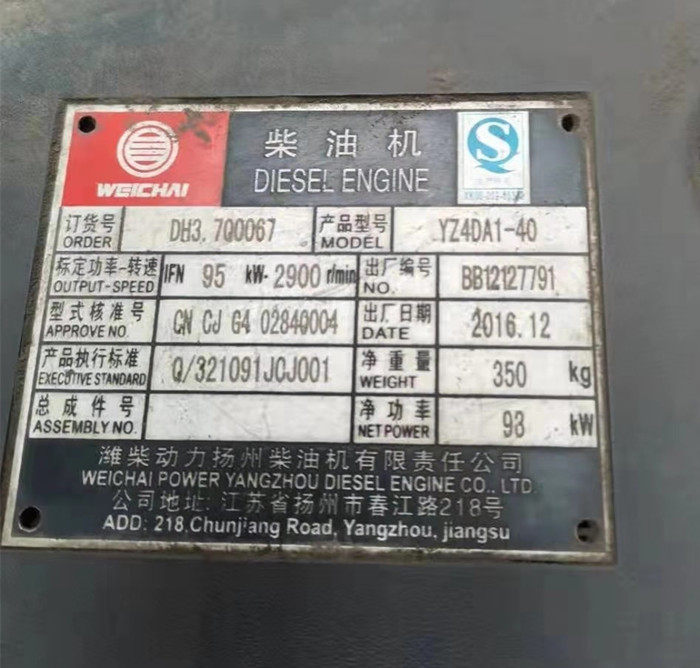 WEICHAI
柴油机
DIESEL ENGINE
订货号 DH3.7Q0067 产品型号 YZ4DA1-40
ORDER MODEL
标定功率-转速 IFN 95 kW- 2900 r/min 出厂编号 BB12127791
OUTPUT-SPEED NO.
型式核准号 CN CJ G4 02840004 出厂日期 2016.12
APPROVE NO. DATE
产品执行标准 Q/321091JCJ001 净重量 350 kg
EXECUTIVE STANDARD WEIGHT
总成件号 净功率 93 kW
ASSEMBLY NO. NET POWER
潍柴动力扬州柴油机有限责任公司
WEICHAI POWER YANGZHOU DIESEL ENGINE CO., LTD.
公司地址: 江苏省扬州市春江路218号
ADD: 218,Chunjiang Road, Yangzhou, jiangsu